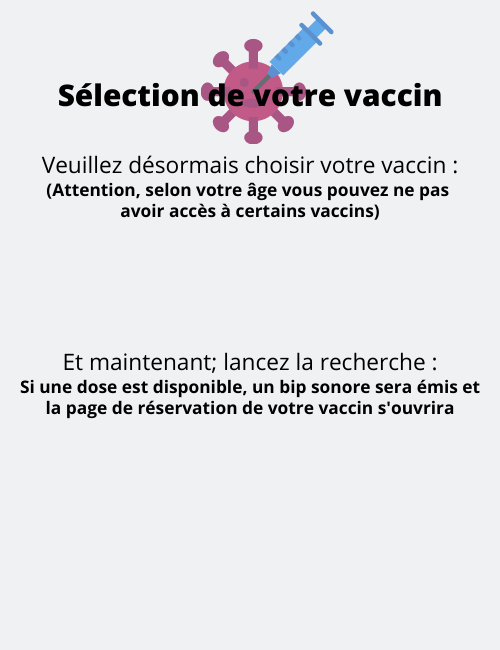 Sélection de votre vaccin
Veuillez désormais choisir votre vaccin :
(Attention, selon votre âge vous pouvez ne pas
avoir accès à certains vaccins)
Et maintenant; lancez la recherche :
Si une dose est disponible, un bip sonore sera émis et
la page de réservation de votre vaccin s'ouvrira